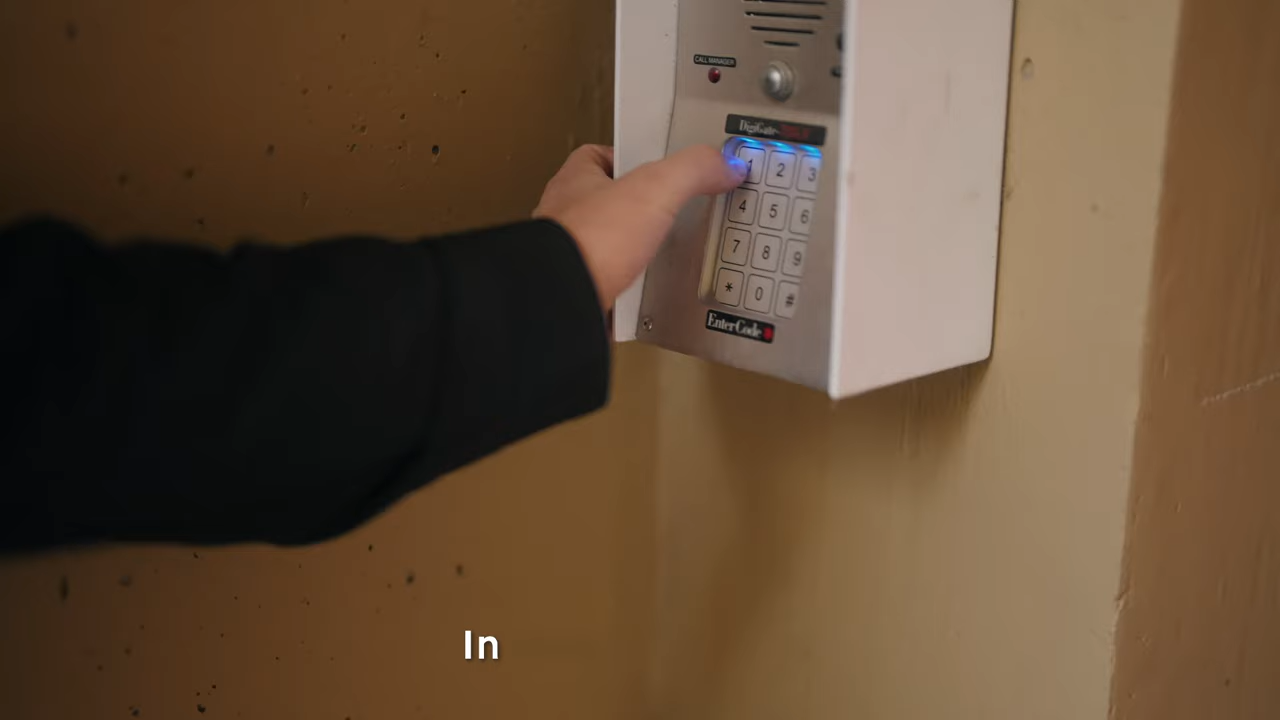 CALL MANAGER
DigiGate
1 2 3
4 5 6
7 8 9
* 0 #
EnterCode
In